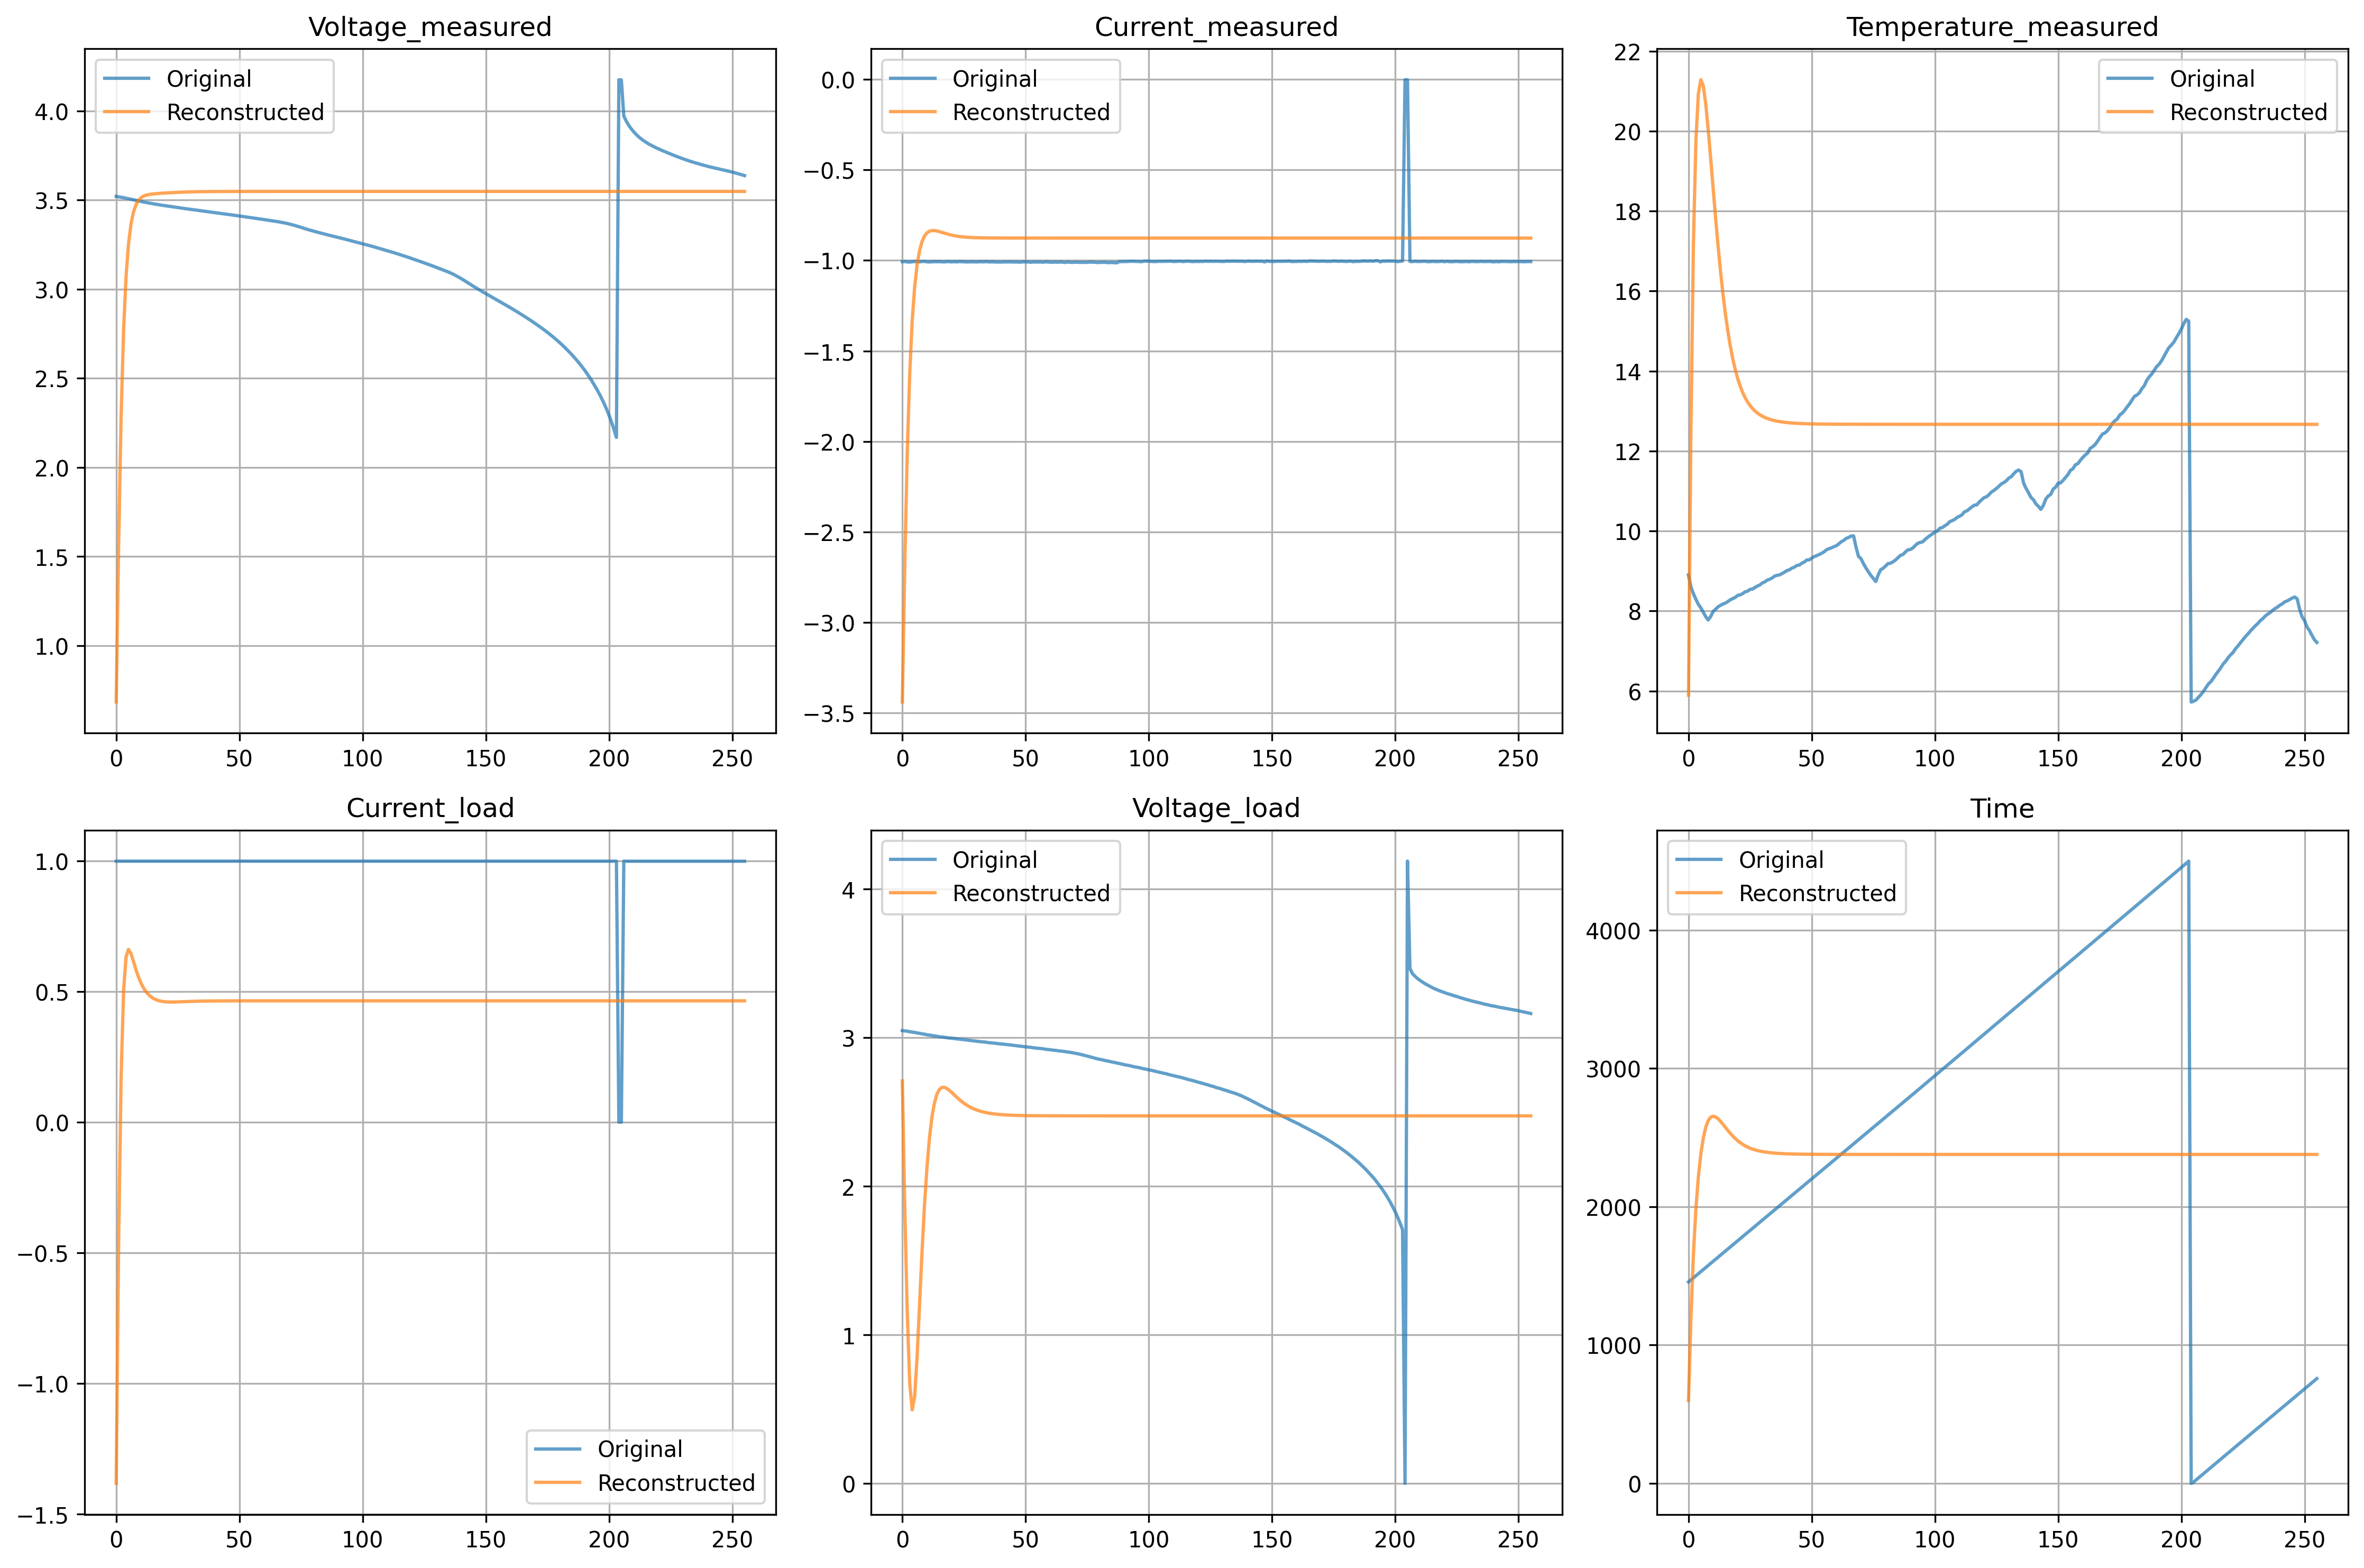 Voltage_measured
Original
Reconstructed
4.0
3.5
3.0
2.5
2.0
1.5
1.0
0 50 100 150 200 250
Current_measured
Original
Reconstructed
0.0
−0.5
−1.0
−1.5
−2.0
−2.5
−3.0
−3.5
0 50 100 150 200 250
Temperature_measured
Original
Reconstructed
22
20
18
16
14
12
10
8
6
0 50 100 150 200 250
Current_load
1.0
0.5
0.0
−0.5
−1.0
−1.5
Original
Reconstructed
0 50 100 150 200 250
Voltage_load
Original
Reconstructed
4
3
2
1
0
0 50 100 150 200 250
Time
Original
Reconstructed
4000
3000
2000
1000
0
0 50 100 150 200 250